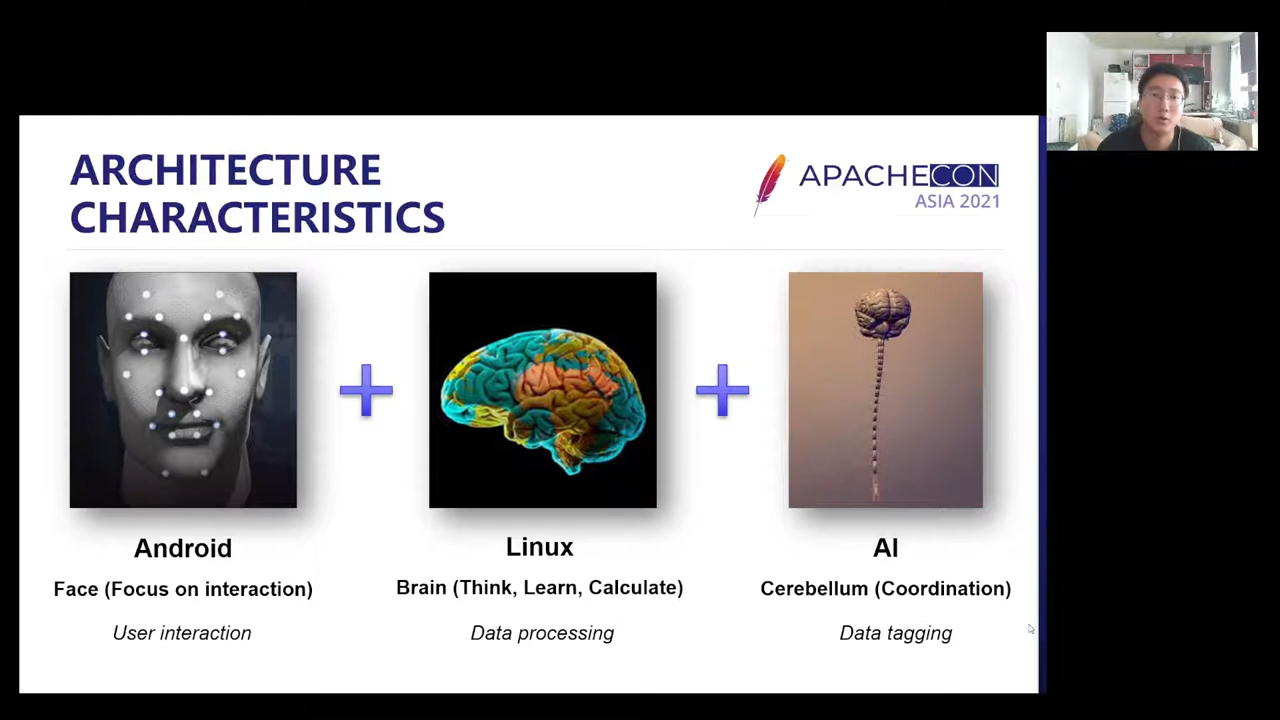 ARCHITECTURE
CHARACTERISTICS
APACHECON
ASIA 2021
Android
Face (Focus on interaction)
User interaction
Linux
Brain (Think, Learn, Calculate)
Data processing
AI
Cerebellum (Coordination)
Data tagging